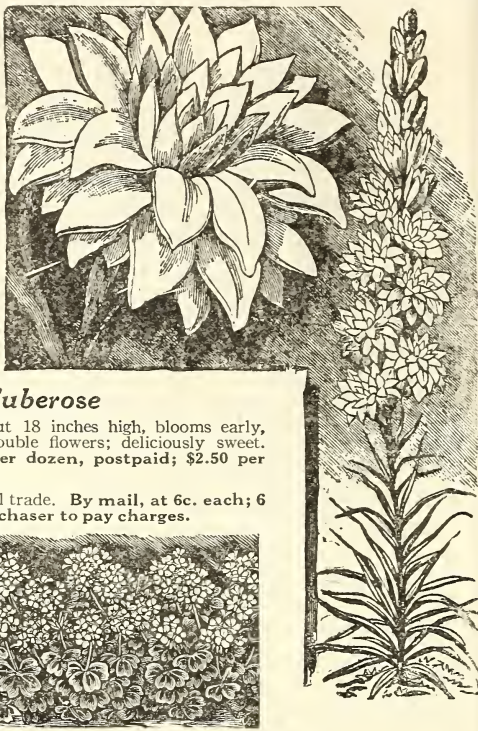 uberose
ut 18 inches high, blooms early,
ouble flowers; deliciously sweet.
er dozen, postpaid; $2.50 per
l trade. By mail, at 6c. each; 6
chaser to pay charges.